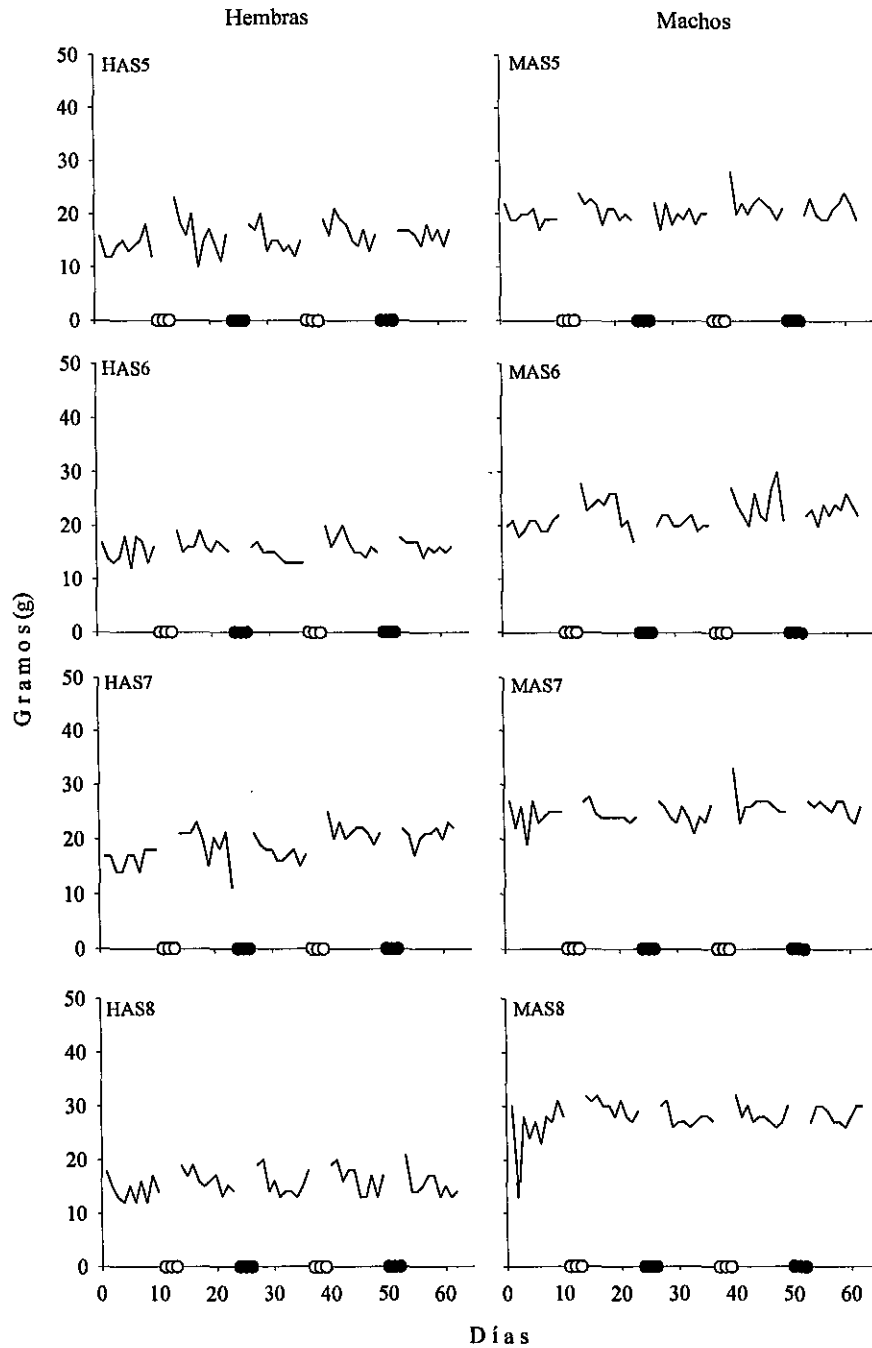 Hembras Machos
50 HAS5 MAS5
40
30
20
10
0
50 HAS6 MAS6
40
30
20
10
0
Gramos (g)
50 HAS7 MAS7
40
30
20
10
0
50 HAS8 MAS8
40
30
20
10
0
0 10 20 30 40 50 60 0 10 20 30 40 50 60
Días